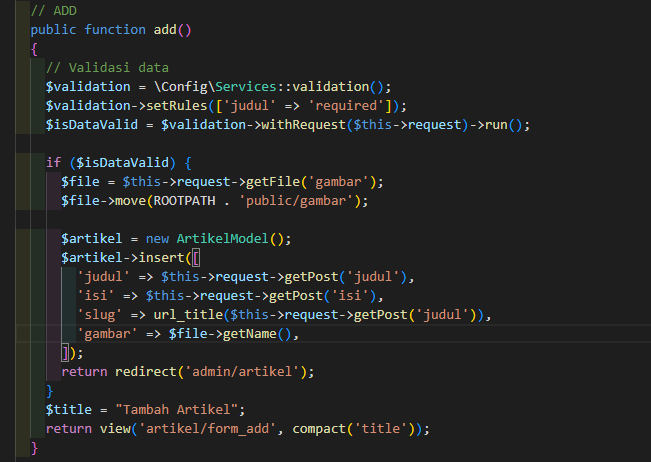 // ADD
public function add()
{
  // Validasi data
  $validation = \Config\Services::validation();
  $validation->setRules(['judul' => 'required']);
  $isDataValid = $validation->withRequest($this->request)->run();

  if ($isDataValid) {
    $file = $this->request->getFile('gambar');
    $file->move(ROOTPATH . 'public/gambar');

    $artikel = new ArtikelModel();
    $artikel->insert([
      'judul' => $this->request->getPost('judul'),
      'isi' => $this->request->getPost('isi'),
      'slug' => url_title($this->request->getPost('judul')),
      'gambar' => $file->getName(),
    ]);
    return redirect('admin/artikel');
  }
  $title = "Tambah Artikel";
  return view('artikel/form_add', compact('title'));
}